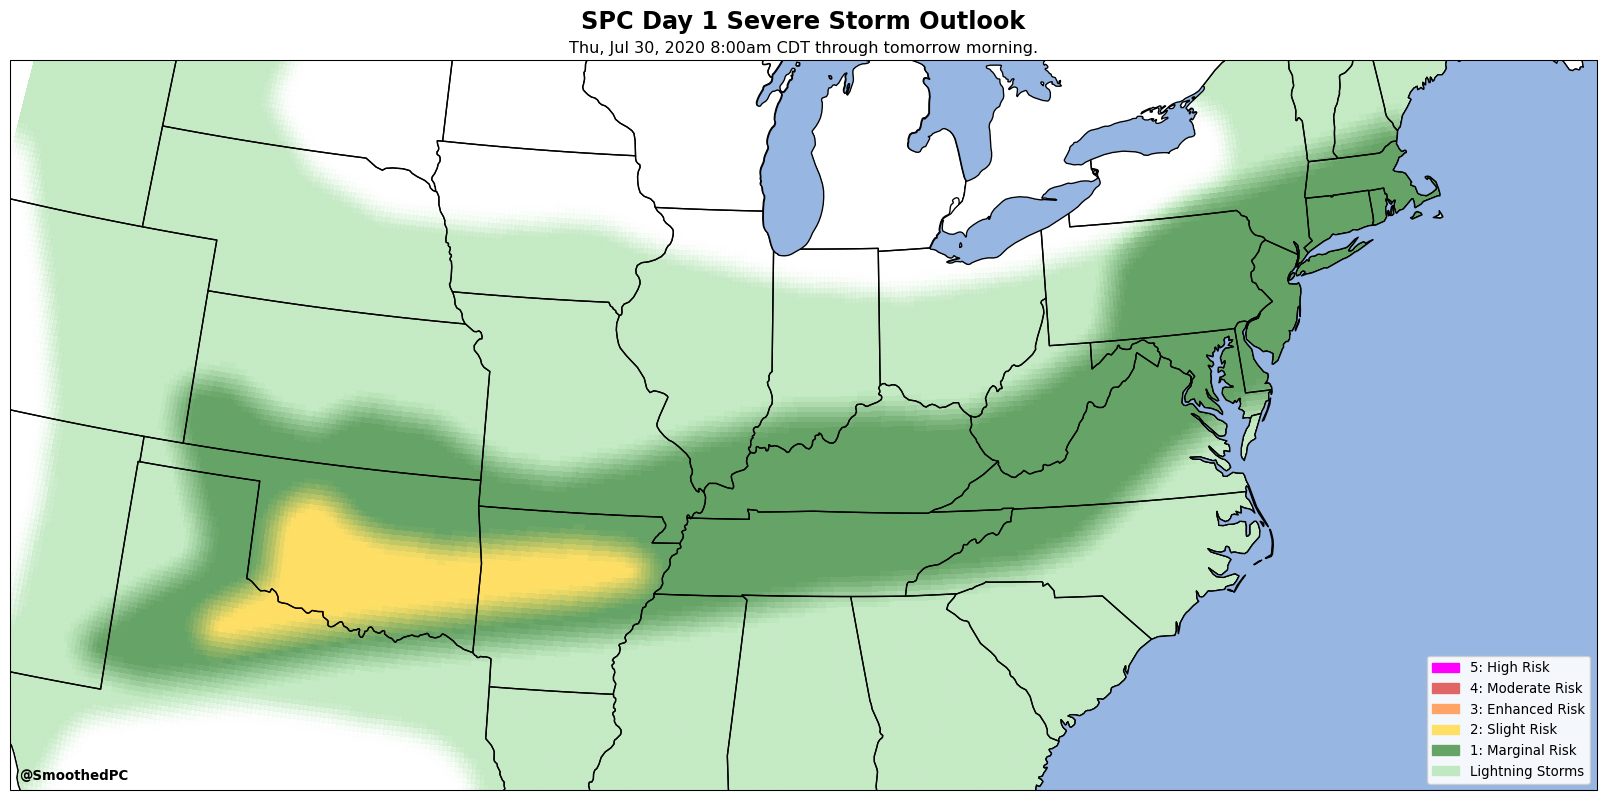 SPC Day 1 Severe Storm Outlook
Thu, Jul 30, 2020 8:00am CDT through tomorrow morning.
5: High Risk
4: Moderate Risk
3: Enhanced Risk
2: Slight Risk
1: Marginal Risk
Lightning Storms
@SmoothedPC